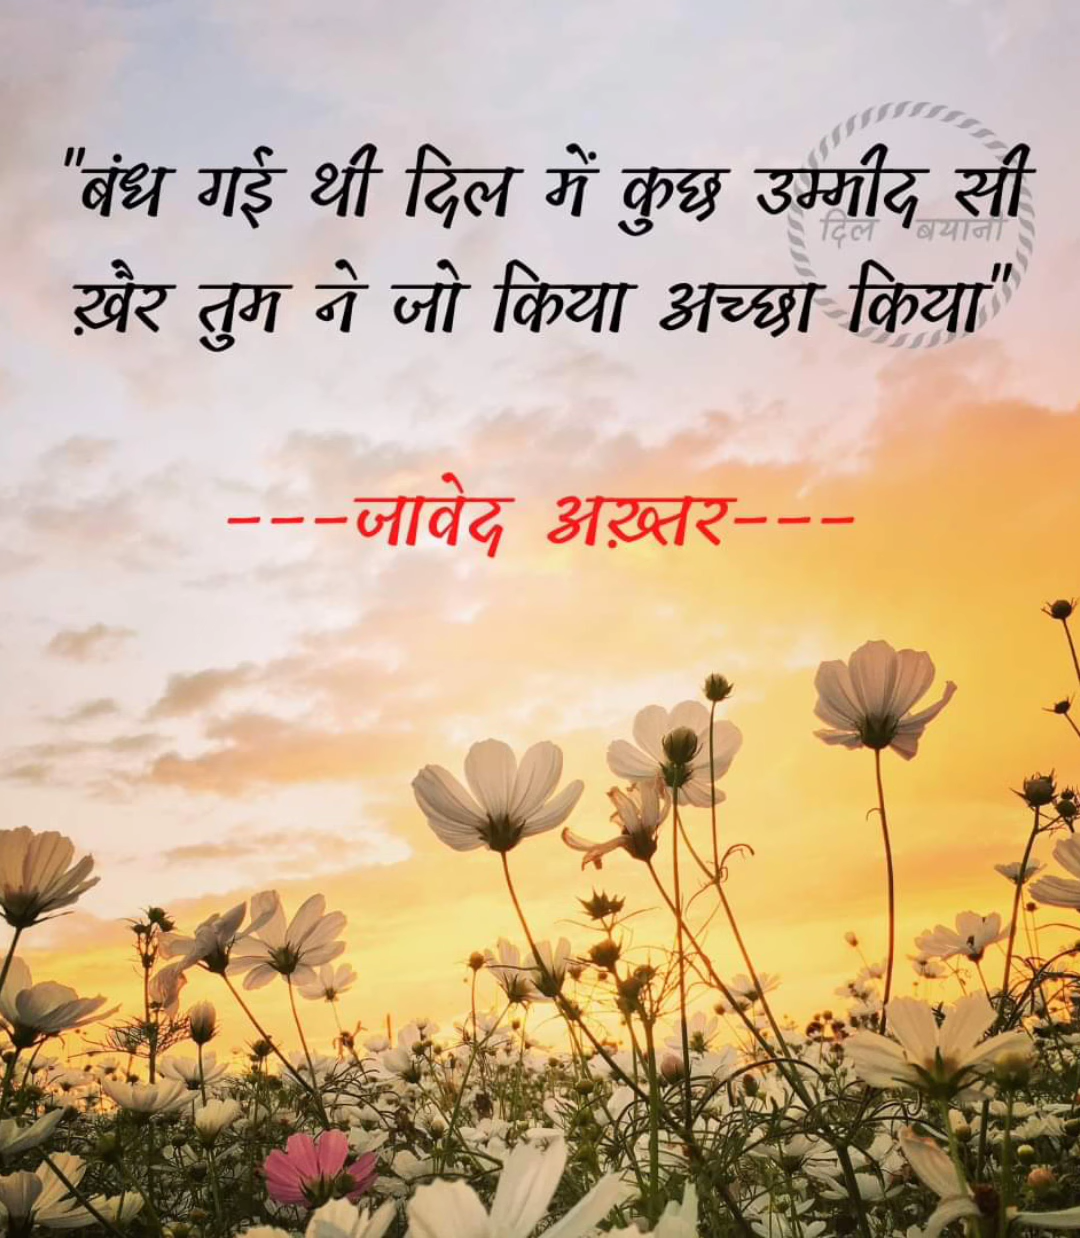 "बंध गई थी दिल में कुछ उम्मीद सी
दिल बयानी
ख़ैर तुम ने जो किया अच्छा किया"
---जावेद अख़्तर---